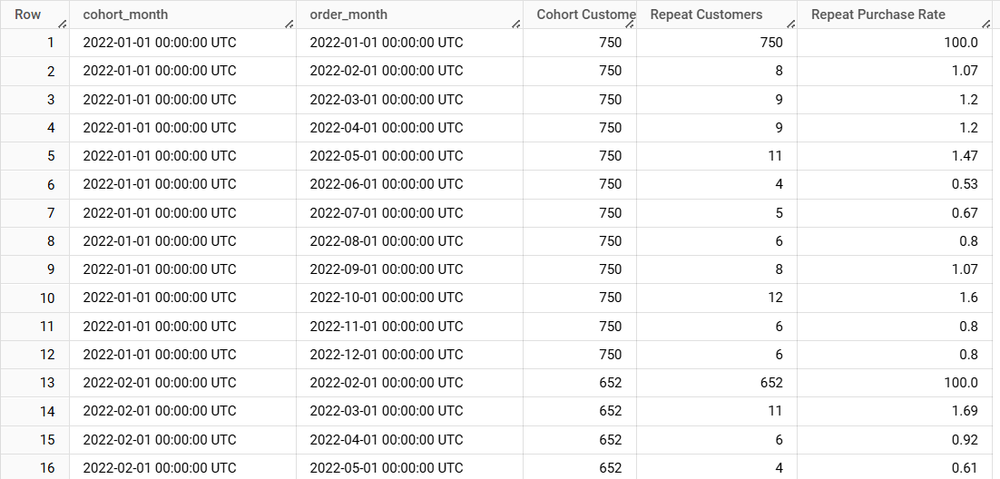 Row cohort_month order_month Cohort Custome Repeat Customers Repeat Purchase Rate
1 2022-01-01 00:00:00 UTC 2022-01-01 00:00:00 UTC 750 750 100.0
2 2022-01-01 00:00:00 UTC 2022-02-01 00:00:00 UTC 750 8 1.07
3 2022-01-01 00:00:00 UTC 2022-03-01 00:00:00 UTC 750 9 1.2
4 2022-01-01 00:00:00 UTC 2022-04-01 00:00:00 UTC 750 9 1.2
5 2022-01-01 00:00:00 UTC 2022-05-01 00:00:00 UTC 750 11 1.47
6 2022-01-01 00:00:00 UTC 2022-06-01 00:00:00 UTC 750 4 0.53
7 2022-01-01 00:00:00 UTC 2022-07-01 00:00:00 UTC 750 5 0.67
8 2022-01-01 00:00:00 UTC 2022-08-01 00:00:00 UTC 750 6 0.8
9 2022-01-01 00:00:00 UTC 2022-09-01 00:00:00 UTC 750 8 1.07
10 2022-01-01 00:00:00 UTC 2022-10-01 00:00:00 UTC 750 12 1.6
11 2022-01-01 00:00:00 UTC 2022-11-01 00:00:00 UTC 750 6 0.8
12 2022-01-01 00:00:00 UTC 2022-12-01 00:00:00 UTC 750 6 0.8
13 2022-02-01 00:00:00 UTC 2022-02-01 00:00:00 UTC 652 652 100.0
14 2022-02-01 00:00:00 UTC 2022-03-01 00:00:00 UTC 652 11 1.69
15 2022-02-01 00:00:00 UTC 2022-04-01 00:00:00 UTC 652 6 0.92
16 2022-02-01 00:00:00 UTC 2022-05-01 00:00:00 UTC 652 4 0.61